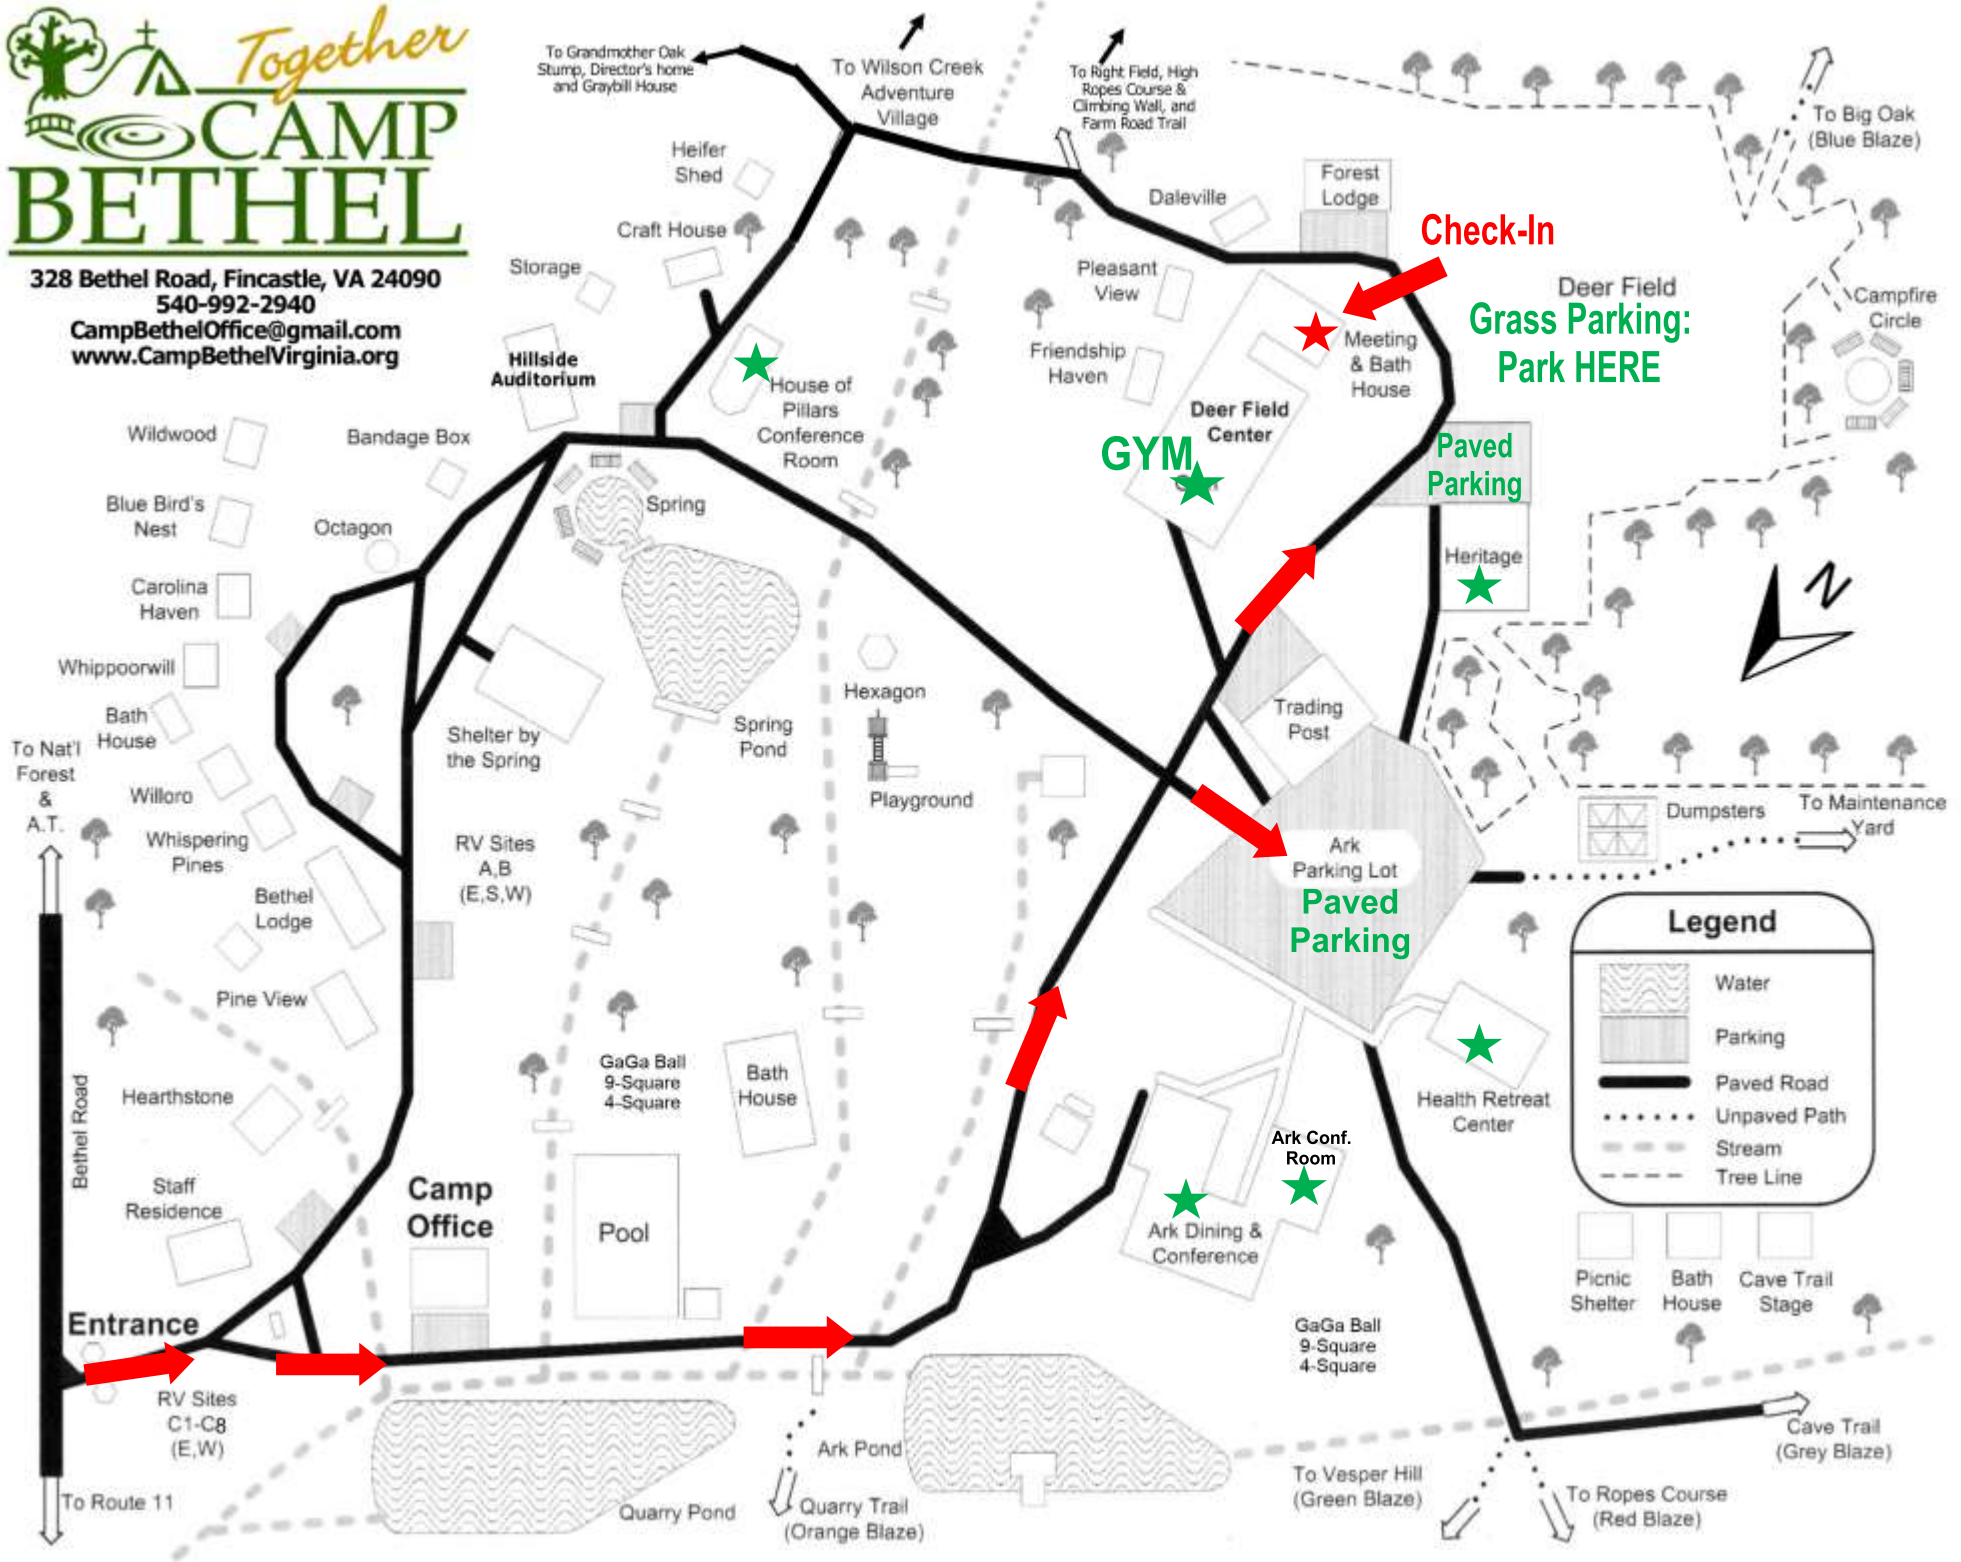 Together
CAMP
BETHEL
328 Bethel Road, Fincastle, VA 24090
540-992-2940
CampBethelOffice@gmail.com
www.CampBethelVirginia.org
To Grandmother Oak
Stump, Director's home
and Graybill House
To Wilson Creek
Adventure
Village
To Right Field, High
Ropes Course &
Climbing Wall, and
Farm Road Trail
To Big Oak
(Blue Blaze)
Heifer
Shed
Craft House
Storage
Hillside
Auditorium
House of
Pillars
Conference
Room
Daleville
Forest
Lodge
Check-In
Pleasant
View
Friendship
Haven
Meeting
& Bath
House
Deer Field
Center
GYM
Deer Field
Grass Parking:
Park HERE
Campfire
Circle
Paved
Parking
Heritage
N
Wildwood
Bandage Box
Blue Bird's
Nest
Octagon
Spring
Carolina
Haven
Whippoorwill
Bath
House
Willoro
Whispering
Pines
Bethel
Lodge
Pine View
Hearthstone
Staff
Residence
To Nat'l
Forest
&
A.T.
Bethel Road
Shelter by
the Spring
Spring
Pond
Hexagon
Playground
Trading
Post
RV Sites
A,B
(E,S,W)
Ark
Parking Lot
Paved
Parking
Dumpsters
To Maintenance
Yard
Legend
Water
Parking
Paved Road
Unpaved Path
Stream
Tree Line
GaGa Ball
9-Square
4-Square
Bath
House
Health Retreat
Center
Ark Conf.
Room
Ark Dining &
Conference
Camp
Office
Pool
Picnic
Shelter
Bath
House
Cave Trail
Stage
Entrance
RV Sites
C1-C8
(E,W)
To Route 11
GaGa Ball
9-Square
4-Square
Quarry Pond
Ark Pond
Quarry Trail
(Orange Blaze)
To Vesper Hill
(Green Blaze)
To Ropes Course
(Red Blaze)
Cave Trail
(Grey Blaze)